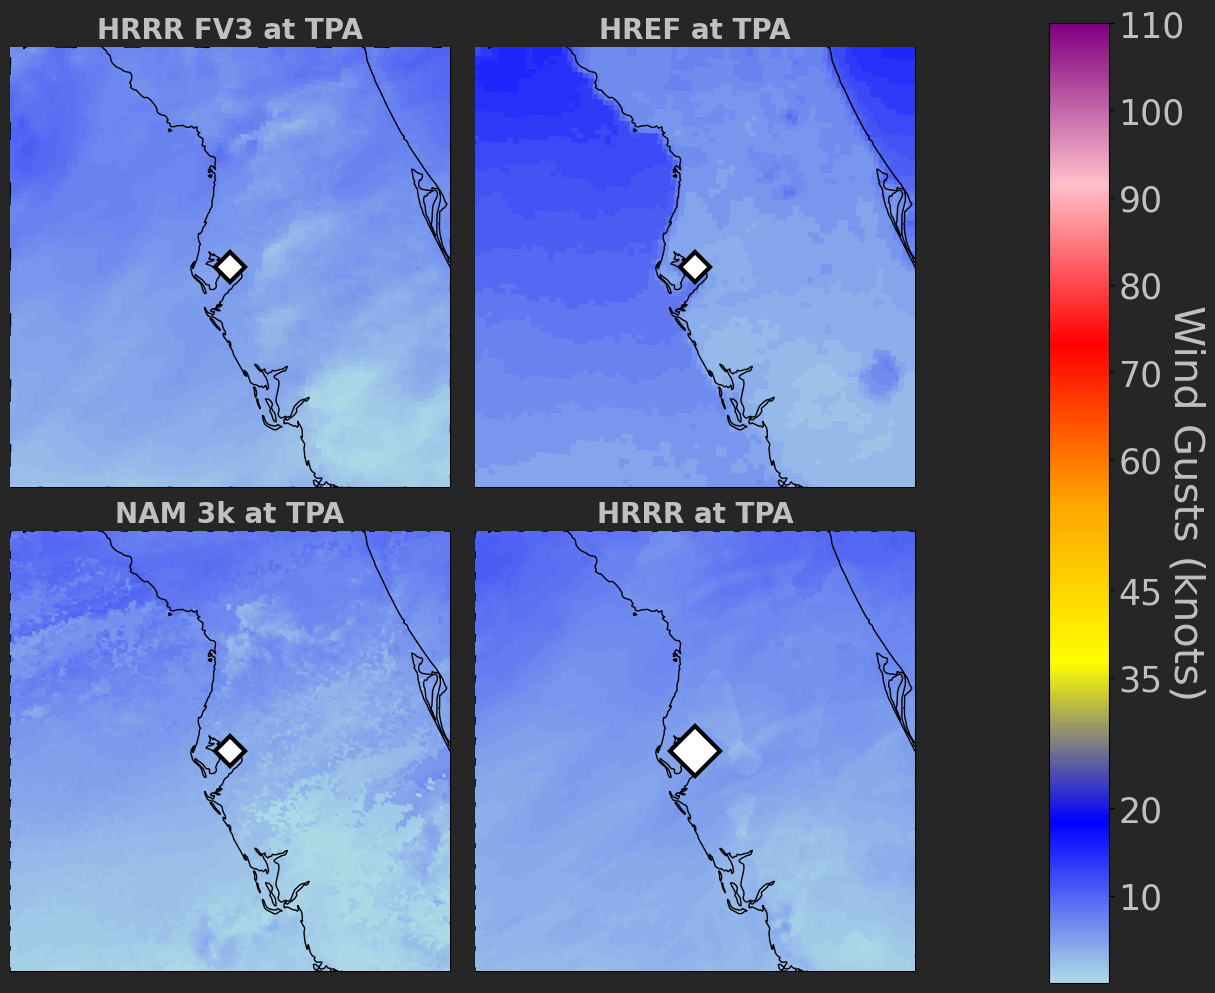 HRRR FV3 at TPA
HREF at TPA
NAM 3k at TPA
HRRR at TPA
110
100
90
80
70
60
45
35
20
10
Wind Gusts (knots)